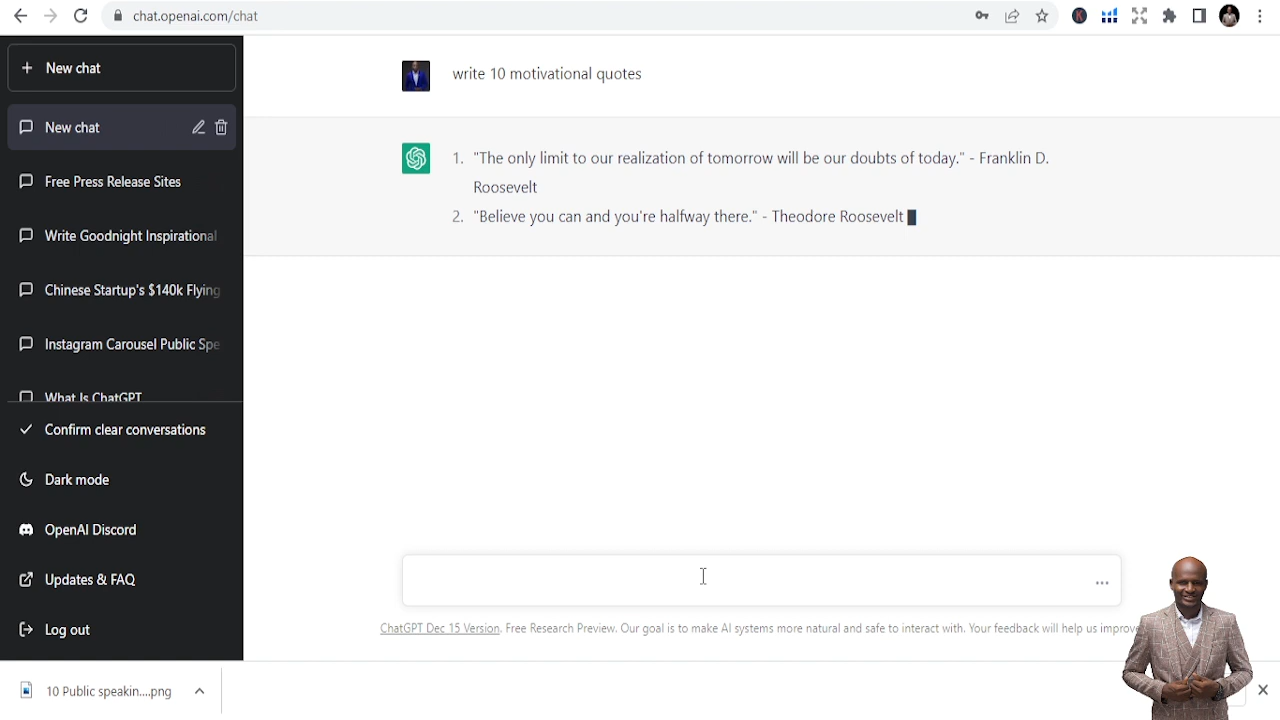 chat.openai.com/chat
New chat
New chat
Free Press Release Sites
Write Goodnight Inspirational
Chinese Startup's $140k Flying
Instagram Carousel Public Spe
What Is ChatGPT
Confirm clear conversations
Dark mode
OpenAI Discord
Updates & FAQ
Log out
write 10 motivational quotes
1. "The only limit to our realization of tomorrow will be our doubts of today." - Franklin D.
Roosevelt
2. "Believe you can and you're halfway there." - Theodore Roosevelt
ChatGPT Dec 15 Version. Free Research Preview. Our goal is to make AI systems more natural and safe to interact with. Your feedback will help us improve
10 Public speakin....png